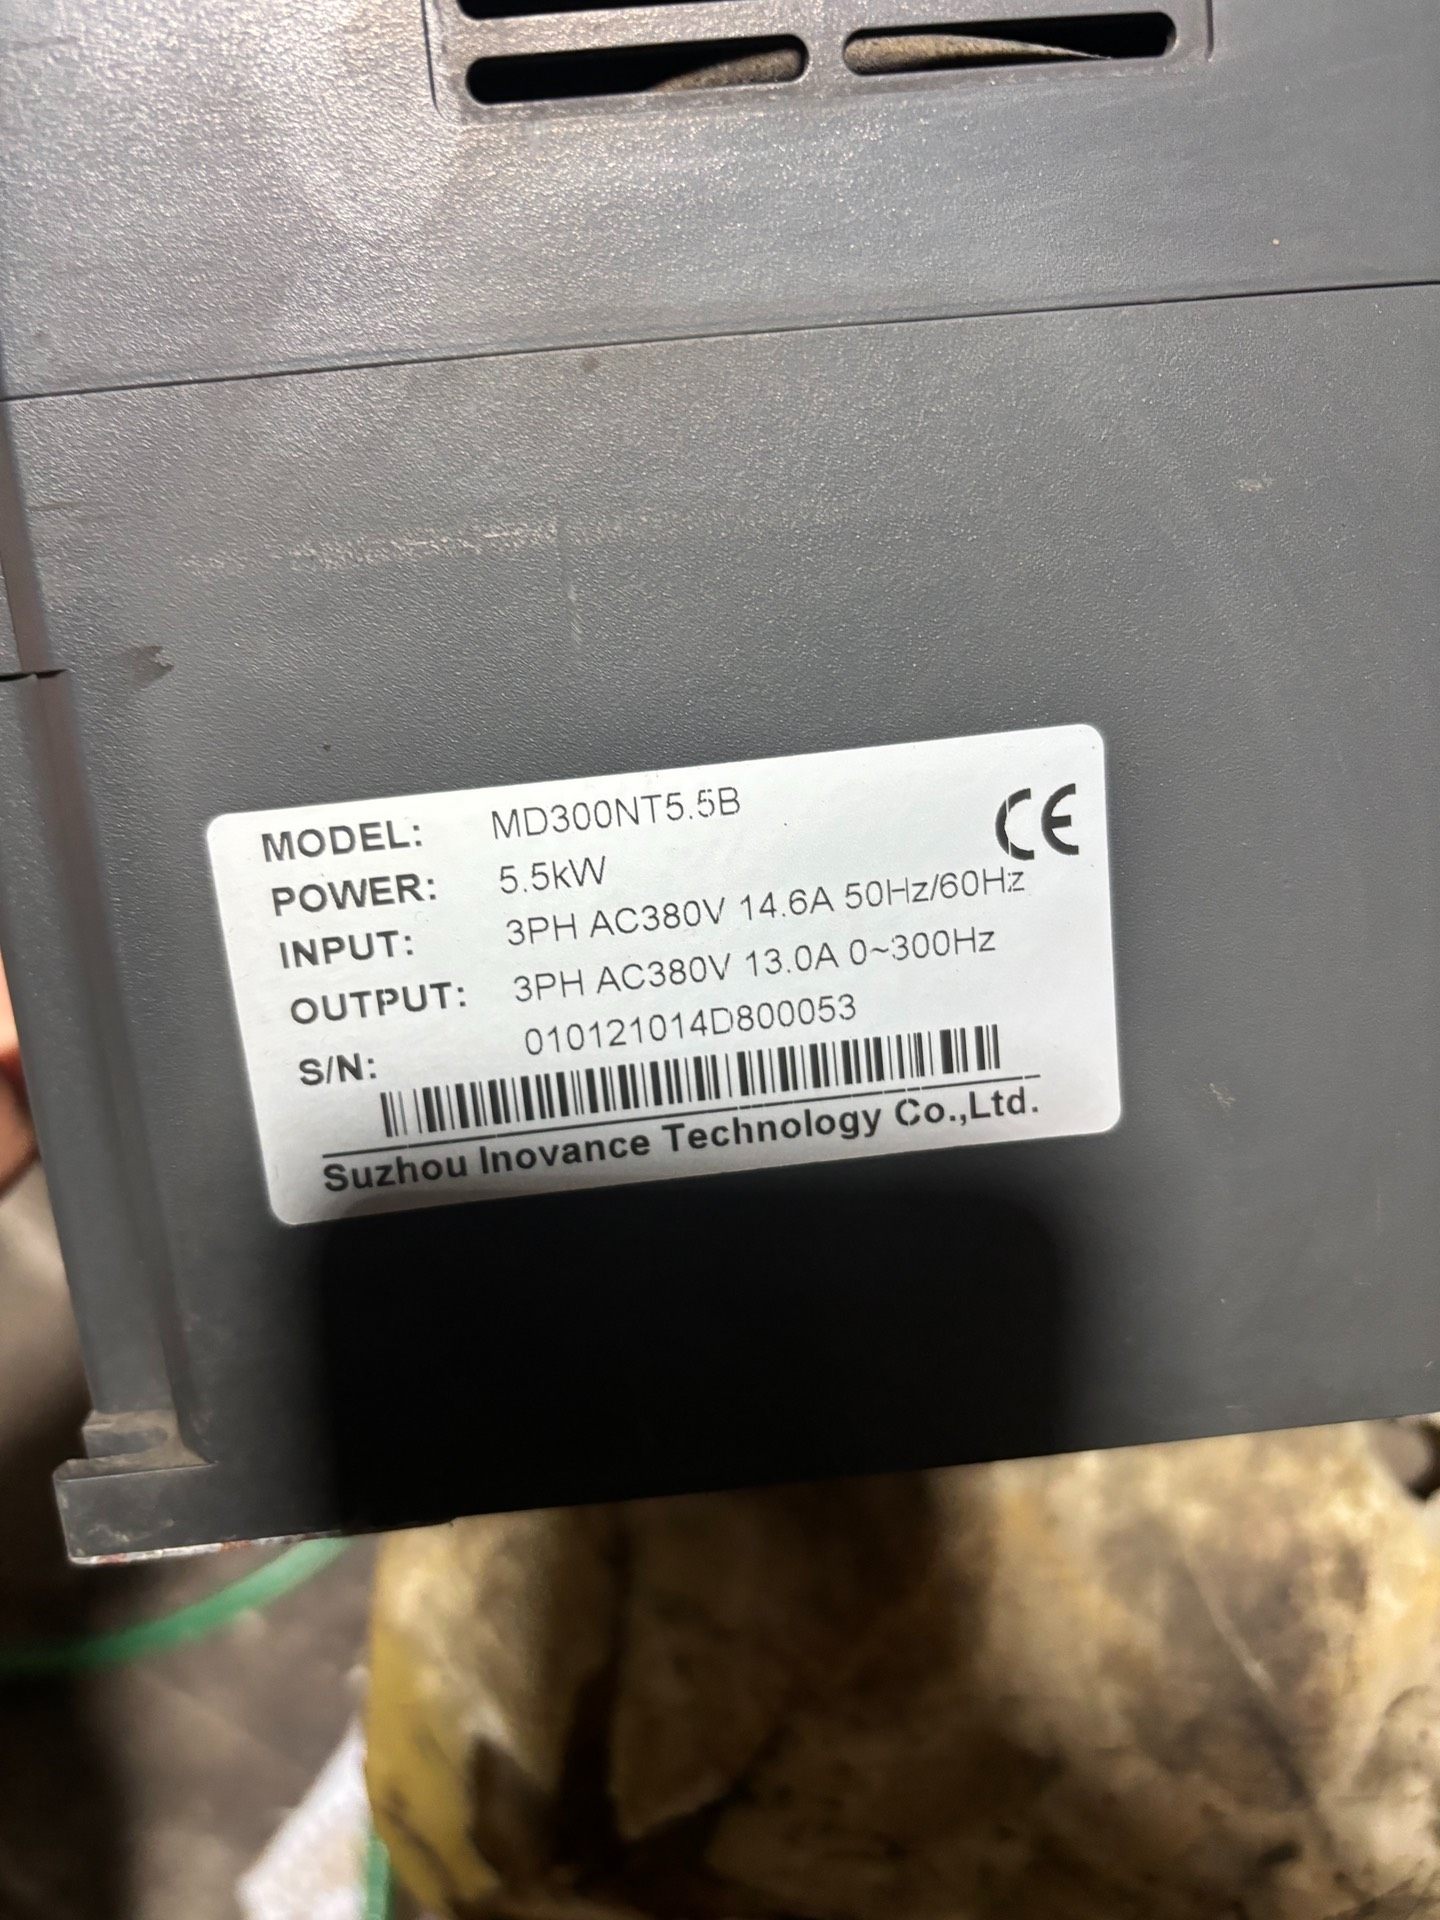 MODEL: MD300NT5.5B
CE
POWER: 5.5kW
INPUT: 3PH AC380V 14.6A 50Hz/60Hz
OUTPUT: 3PH AC380V 13.0A 0~300Hz
S/N: 010121014D800053
Suzhou Inovance Technology Co.,Ltd.